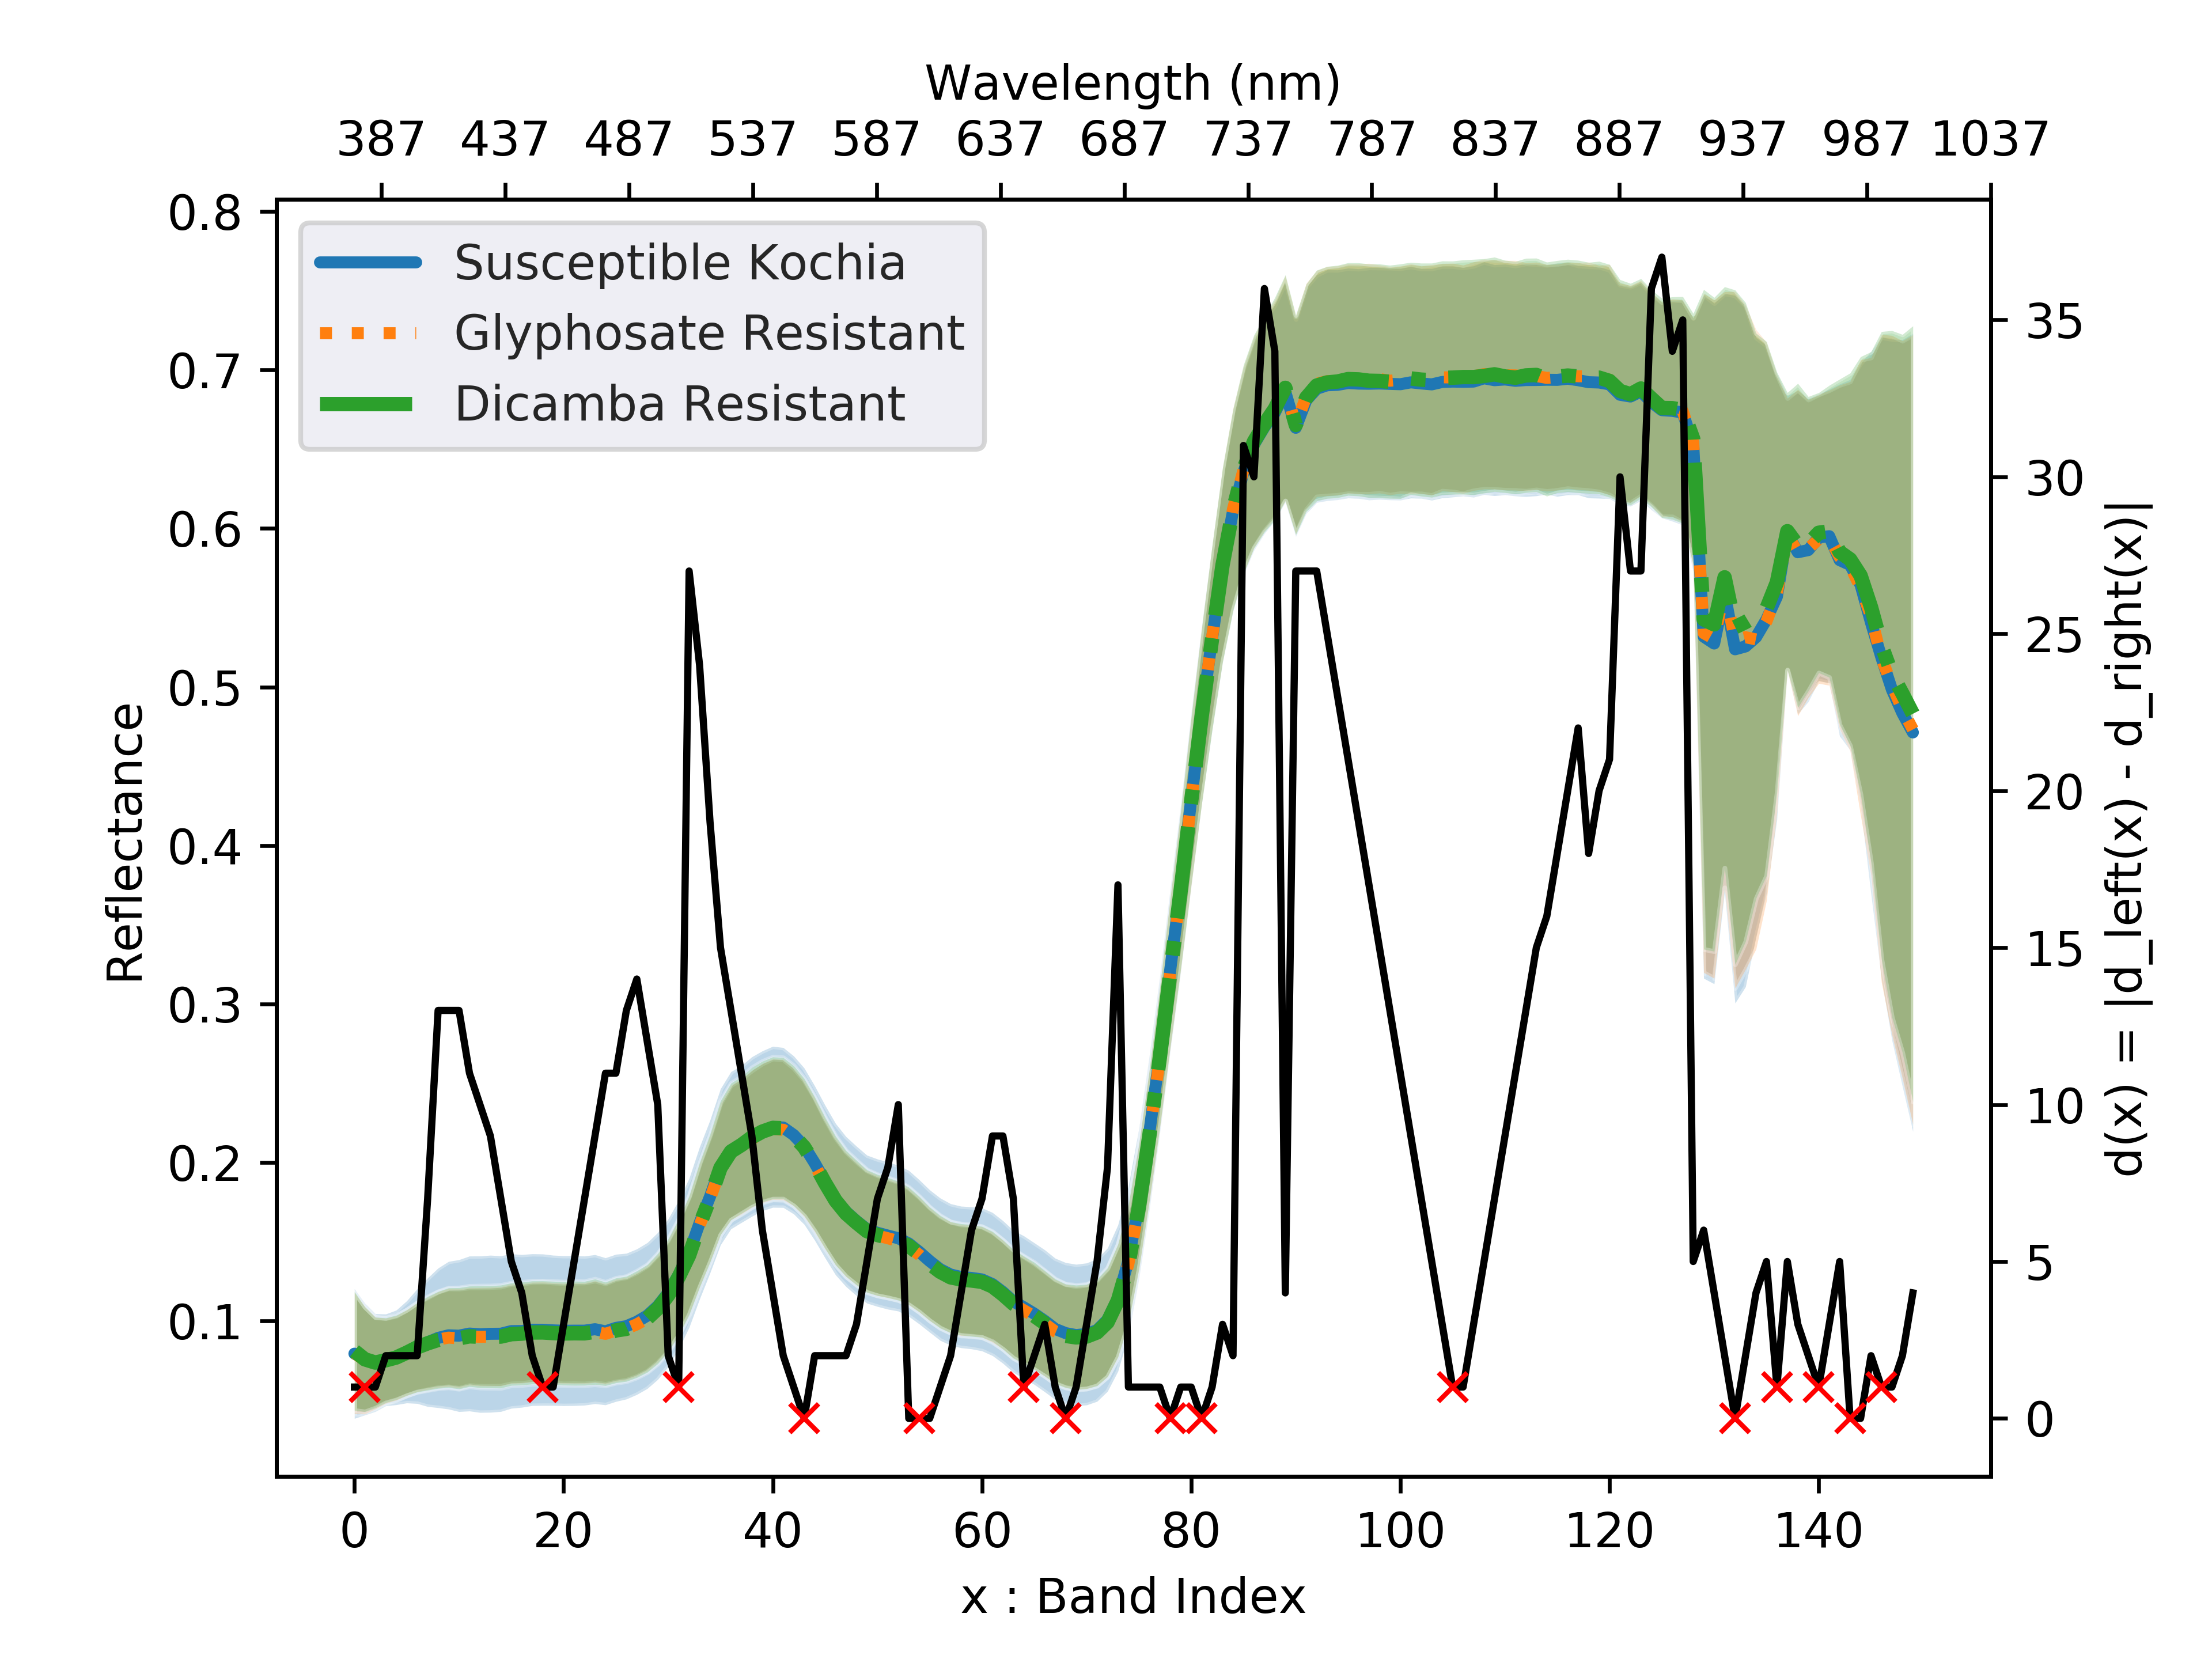 Wavelength (nm)
387 437 487 537 587 637 687 737 787 837 887 937 987 1037
0.8
0.7
0.6
0.5
0.4
0.3
0.2
0.1
Reflectance
Susceptible Kochia
Glyphosate Resistant
Dicamba Resistant
35
30
25
20
15
10
5
0
d(x) = |d_left(x) - d_right(x)|
0 20 40 60 80 100 120 140
x : Band Index